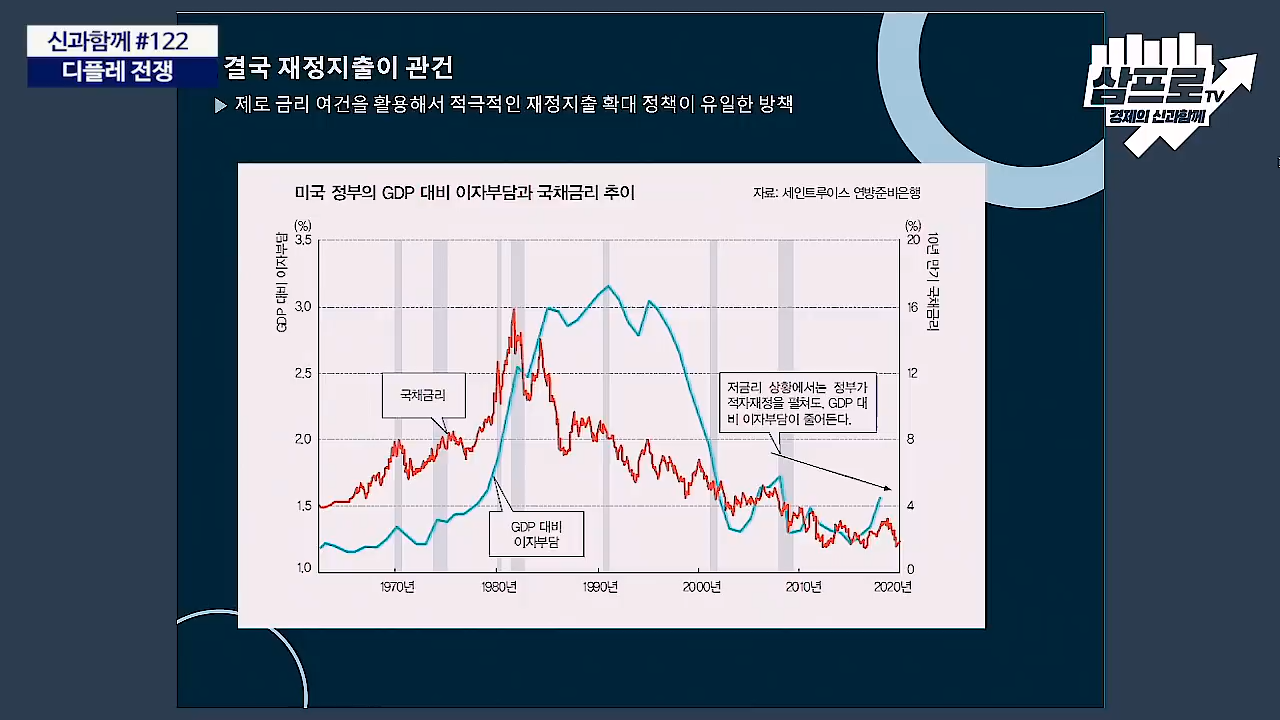 신과함께 #122
디플레 전쟁
결국 재정지출이 관건
▶ 제로 금리 여건을 활용해서 적극적인 재정지출 확대 정책이 유일한 방책
삼프로TV
경제의 신과함께
미국 정부의 GDP 대비 이자부담과 국채금리 추이
자료: 세인트루이스 연방준비은행
(%)
(%)
GDP 대비 이자부담
3.5
3.0
2.5
2.0
1.5
1.0
10년 만기 국채금리
20
16
12
8
4
0
국채금리
GDP 대비
이자부담
저금리 상황에서는 정부가
적자재정을 펼쳐도, GDP 대
비 이자부담이 줄어든다.
1970년
1980년
1990년
2000년
2010년
2020년